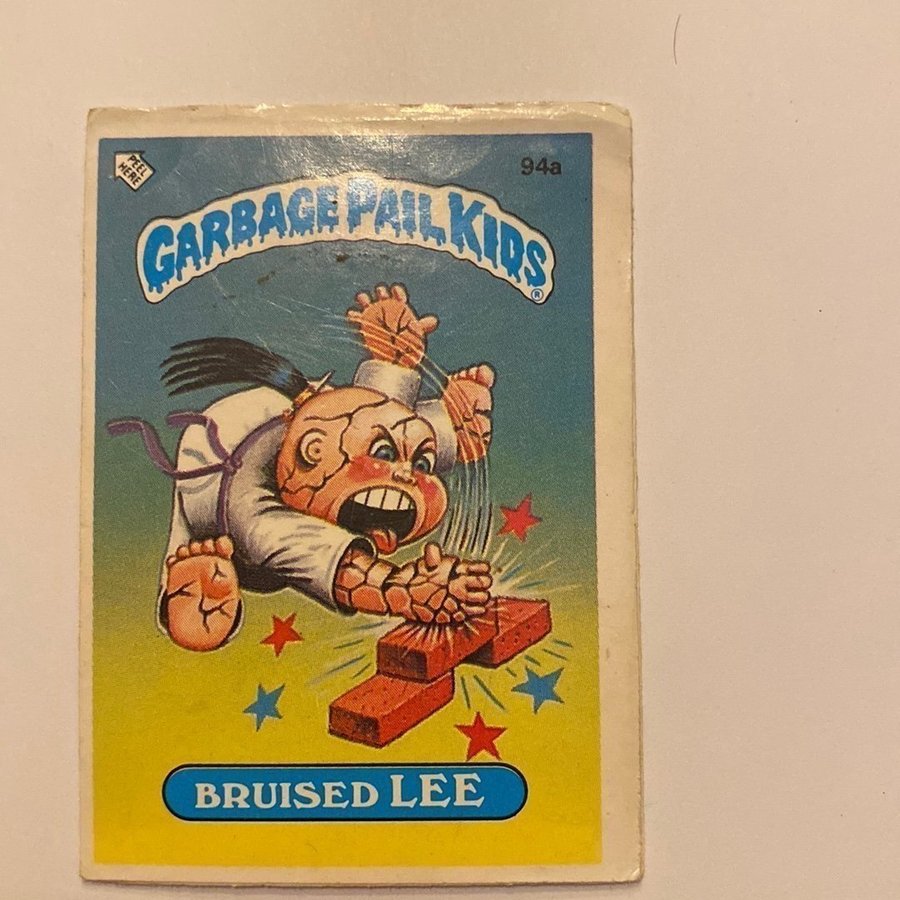 PEEL
HERE
94a
GARBAGE PAIL KIDS
®
BRUISED LEE